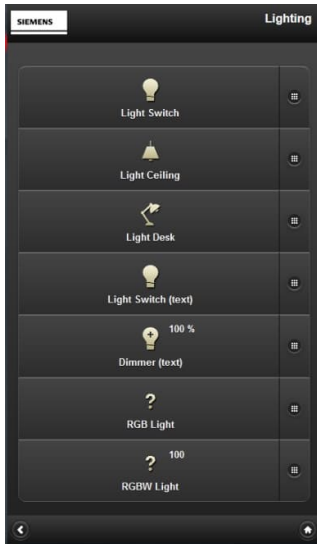 SIEMENS
Lighting
Light Switch
Light Ceiling
Light Desk
Light Switch (text)
100 %
Dimmer (text)
?
RGB Light
? 100
RGBW Light